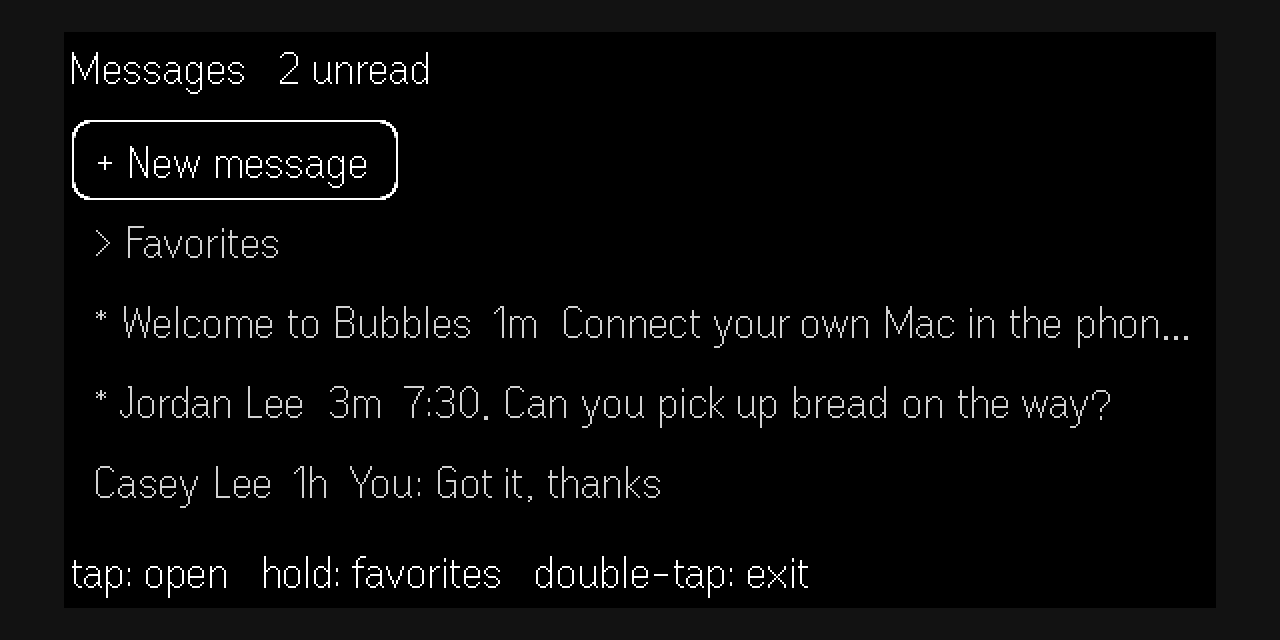 Messages 2 unread
+ New message
> Favorites
* Welcome to Bubbles 1m Connect your own Mac in the phon...
* Jordan Lee 3m 7:30. Can you pick up bread on the way?
Casey Lee 1h You: Got it, thanks
tap: open hold: favorites double-tap: exit